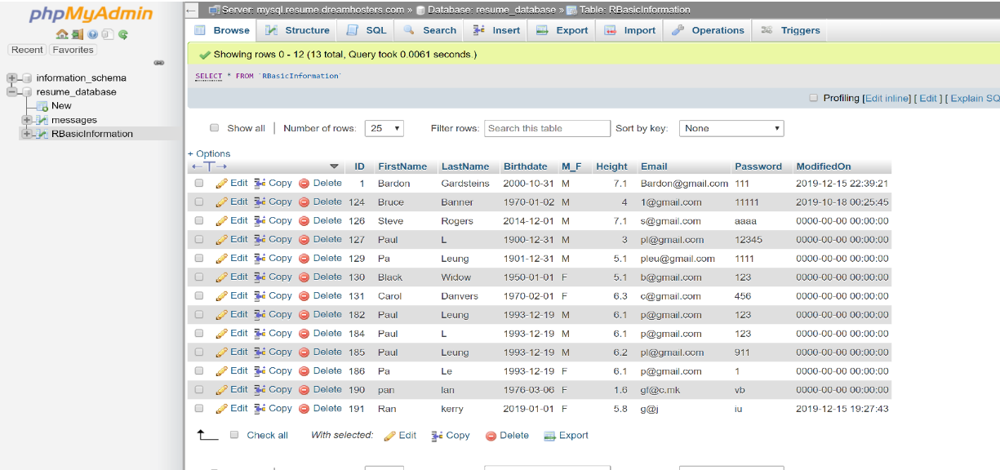 phpMyAdmin
Recent Favorites
information_schema
resume_database
New
messages
RBasicInformation
Server: mysql.resume.dreamhosters.com » Database: resume_database » Table: RBasicInformation
Browse Structure SQL Search Insert Export Import Operations Triggers
Showing rows 0 - 12 (13 total, Query took 0.0061 seconds.)
SELECT * FROM `RBasicInformation`
Profiling [Edit inline] [ Edit ] [ Explain SQ
Show all | Number of rows: 25 Filter rows: Search this table Sort by key: None
+ Options
←T→ ID FirstName LastName Birthdate M_F Height Email Password ModifiedOn
Edit Copy Delete 1 Bardon Gardsteins 2000-10-31 M 7.1 Bardon@gmail.com 111 2019-12-15 22:39:21
Edit Copy Delete 124 Bruce Banner 1970-01-02 M 4 1@gmail.com 11111 2019-10-18 00:25:45
Edit Copy Delete 126 Steve Rogers 2014-12-01 M 7.1 s@gmail.com aaaa 0000-00-00 00:00:00
Edit Copy Delete 127 Paul L 1900-12-31 M 3 pl@gmail.com 12345 0000-00-00 00:00:00
Edit Copy Delete 129 Pa Leung 1901-12-31 M 5.1 pleu@gmail.com 1111 0000-00-00 00:00:00
Edit Copy Delete 130 Black Widow 1950-01-01 F 5.1 b@gmail.com 123 0000-00-00 00:00:00
Edit Copy Delete 131 Carol Danvers 1970-02-01 F 6.3 c@gmail.com 456 0000-00-00 00:00:00
Edit Copy Delete 182 Paul Leung 1993-12-19 M 6.1 p@gmail.com 123 0000-00-00 00:00:00
Edit Copy Delete 184 Paul L 1993-12-19 M 6.1 p@gmail.com 123 0000-00-00 00:00:00
Edit Copy Delete 185 Paul Leung 1993-12-19 M 6.2 pl@gmail.com 911 0000-00-00 00:00:00
Edit Copy Delete 186 Pa Le 1993-12-19 F 6.1 p@gmail.com 1 0000-00-00 00:00:00
Edit Copy Delete 190 pan lan 1976-03-06 F 1.6 gf@c.mk vb 0000-00-00 00:00:00
Edit Copy Delete 191 Ran kerry 2019-01-01 F 5.8 g@j iu 2019-12-15 19:27:43
Check all With selected: Edit Copy Delete Export